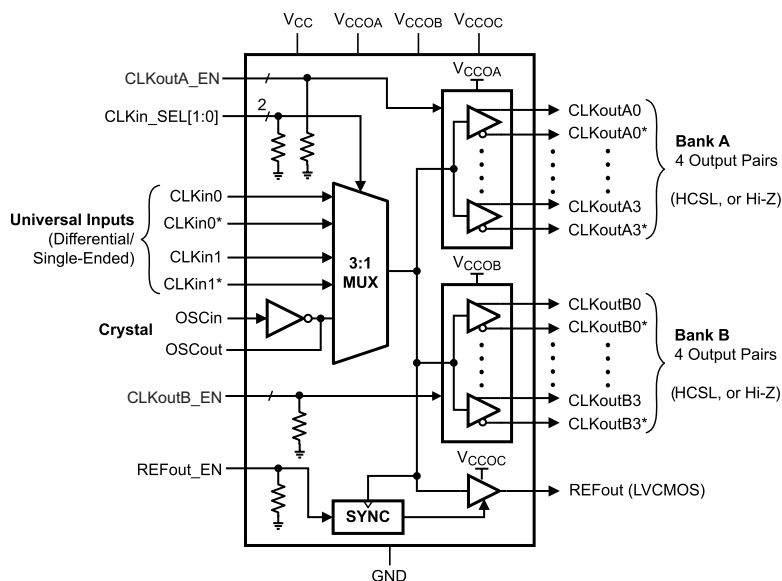 VCC VCCOA VCCOB VCCOC
CLKoutA_EN
VCCOA
CLKin_SEL[1:0]
2
CLKoutA0
CLKoutA0*
Bank A
4 Output Pairs
(HCSL, or Hi-Z)
CLKoutA3
CLKoutA3*
Universal Inputs
(Differential/
Single-Ended)
CLKin0
CLKin0*
CLKin1
CLKin1*
3:1
MUX
VCCOB
Crystal
OSCin
OSCout
CLKoutB0
CLKoutB0*
Bank B
4 Output Pairs
(HCSL, or Hi-Z)
CLKoutB3
CLKoutB3*
CLKoutB_EN
REFout_EN
VCCOC
SYNC
REFout (LVCMOS)
GND